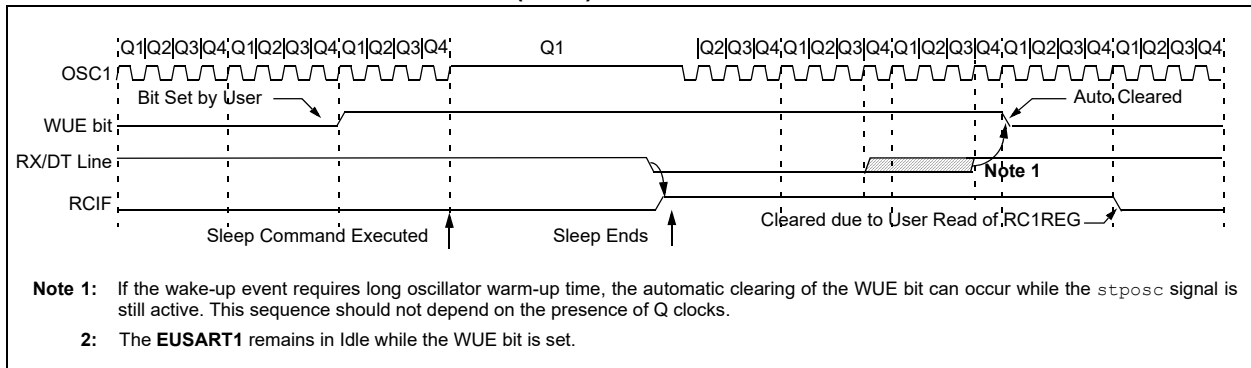 Q1 Q2 Q3 Q4 Q1 Q2 Q3 Q4 Q1 Q2 Q3 Q4 Q1 Q2 Q3 Q4 Q1 Q2 Q3 Q4 Q1 Q2 Q3 Q4 Q1 Q2 Q3 Q4 Q1 Q2 Q3 Q4
OSC1
Bit Set by User
Auto Cleared
WUE bit
RX/DT Line
Note 1
RCIF
Cleared due to User Read of RC1REG
Sleep Command Executed
Sleep Ends
Note 1: If the wake-up event requires long oscillator warm-up time, the automatic clearing of the WUE bit can occur while the stposc signal is
still active. This sequence should not depend on the presence of Q clocks.
2: The EUSART1 remains in Idle while the WUE bit is set.